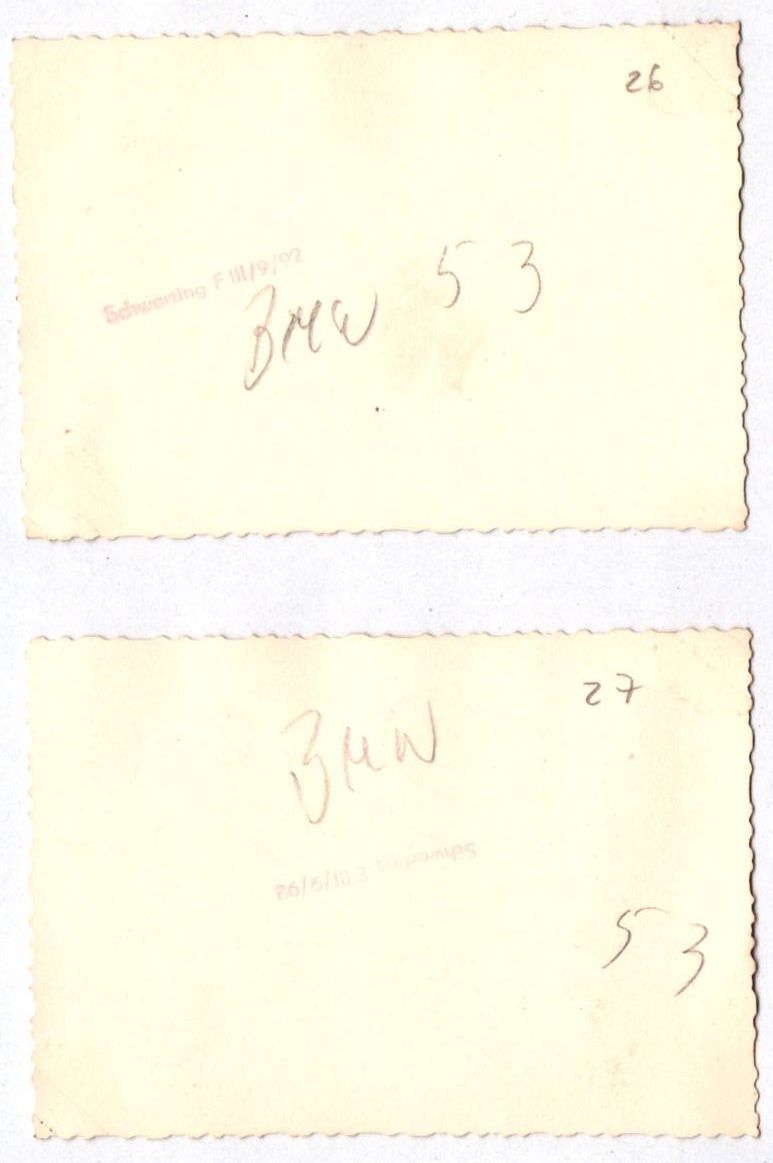 26
53
Schwarting F III/9/92
BMW
27
BMW
Schwarting F III/9/92
53